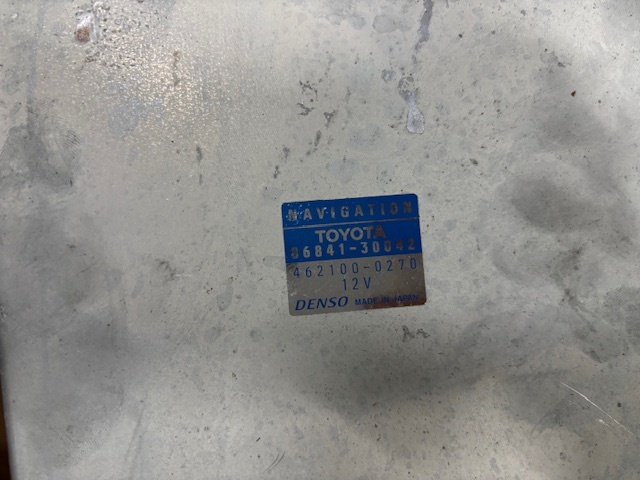 NAVIGATION
TOYOTA
86841-30042
462100-0270
12V
DENSO MADE IN JAPAN